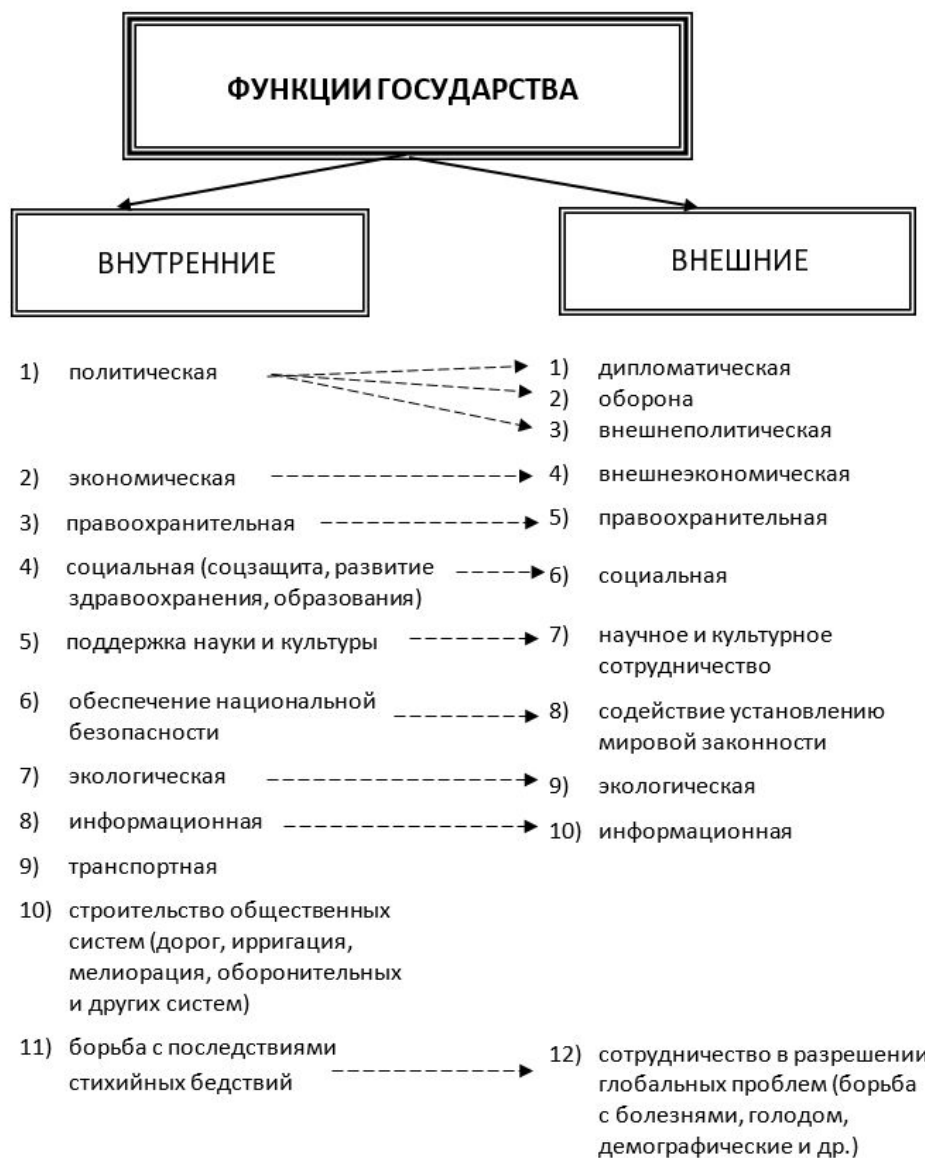 ФУНКЦИИ ГОСУДАРСТВА
ВНУТРЕННИЕ
1) политическая
2) экономическая
3) правоохранительная
4) социальная (соцзащита, развитие
здравоохранения, образования)
5) поддержка науки и культуры
6) обеспечение национальной
безопасности
7) экологическая
8) информационная
9) транспортная
10) строительство общественных
систем (дорог, ирригация,
мелиорация, оборонительных
и других систем)
11) борьба с последствиями
стихийных бедствий
ВНЕШНИЕ
1) дипломатическая
2) оборона
3) внешнеполитическая
4) внешнеэкономическая
5) правоохранительная
6) социальная
7) научное и культурное
сотрудничество
8) содействие установлению
мировой законности
9) экологическая
10) информационная
12) сотрудничество в разрешении
глобальных проблем (борьба
с болезнями, голодом,
демографические и др.)